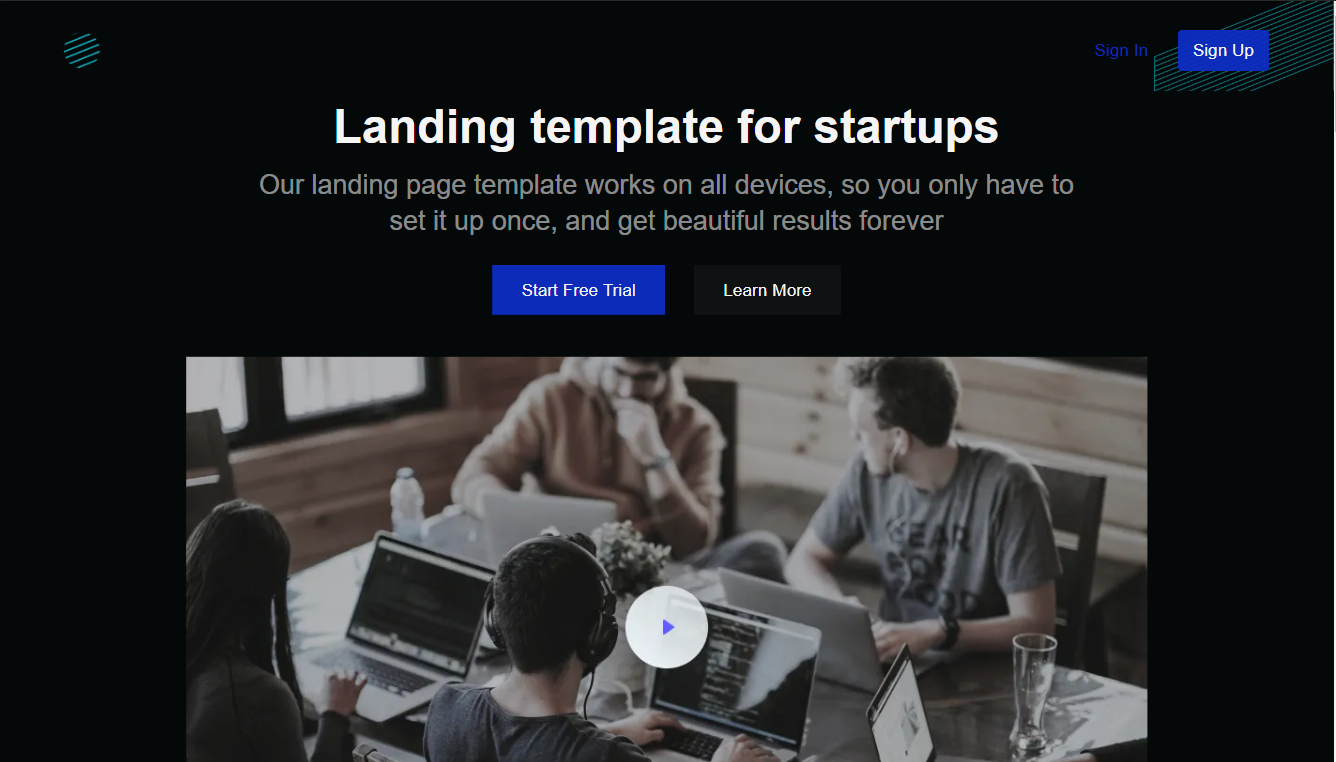 Sign In
Sign Up
Landing template for startups
Our landing page template works on all devices, so you only have to
set it up once, and get beautiful results forever
Start Free Trial
Learn More
GEAR